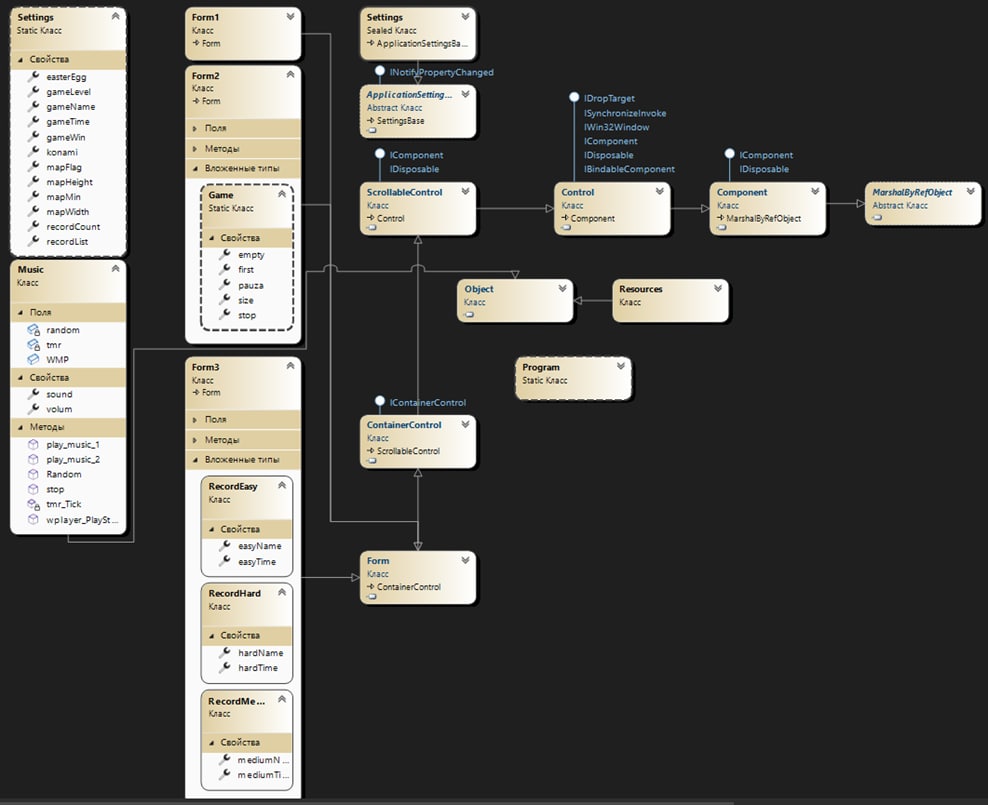 Settings
Static Класс
Свойства
easterEgg
gameLevel
gameName
gameTime
gameWin
konami
mapFlag
mapHeight
mapMin
mapWidth
recordCount
recordList
Music
Класс
Поля
random
tmr
WMP
Свойства
sound
volum
Методы
play_music_1
play_music_2
Random
stop
tmr_Tick
wplayer_PlaySt...
Form1
Класс
Form
Form2
Класс
Form
Поля
Методы
Вложенные типы
Game
Static Класс
Свойства
empty
first
pauza
size
stop
Form3
Класс
Form
Поля
Методы
Вложенные типы
RecordEasy
Класс
Свойства
easyName
easyTime
RecordHard
Класс
Свойства
hardName
hardTime
RecordMe...
Класс
Свойства
mediumN...
mediumTi...
Settings
Sealed Класс
ApplicationSettingsBa...
INotifyPropertyChanged
ApplicationSetting...
Abstract Класс
SettingsBase
IComponent
IDisposable
ScrollableControl
Класс
Control
IDropTarget
ISynchronizeInvoke
IWin32Window
IComponent
IDisposable
IBindableComponent
Control
Класс
Component
IComponent
IDisposable
Component
Класс
MarshalByRefObject
MarshalByRefObject
Abstract Класс
Object
Класс
Resources
Класс
Program
Static Класс
IContainerControl
ContainerControl
Класс
ScrollableControl
Form
Класс
ContainerControl